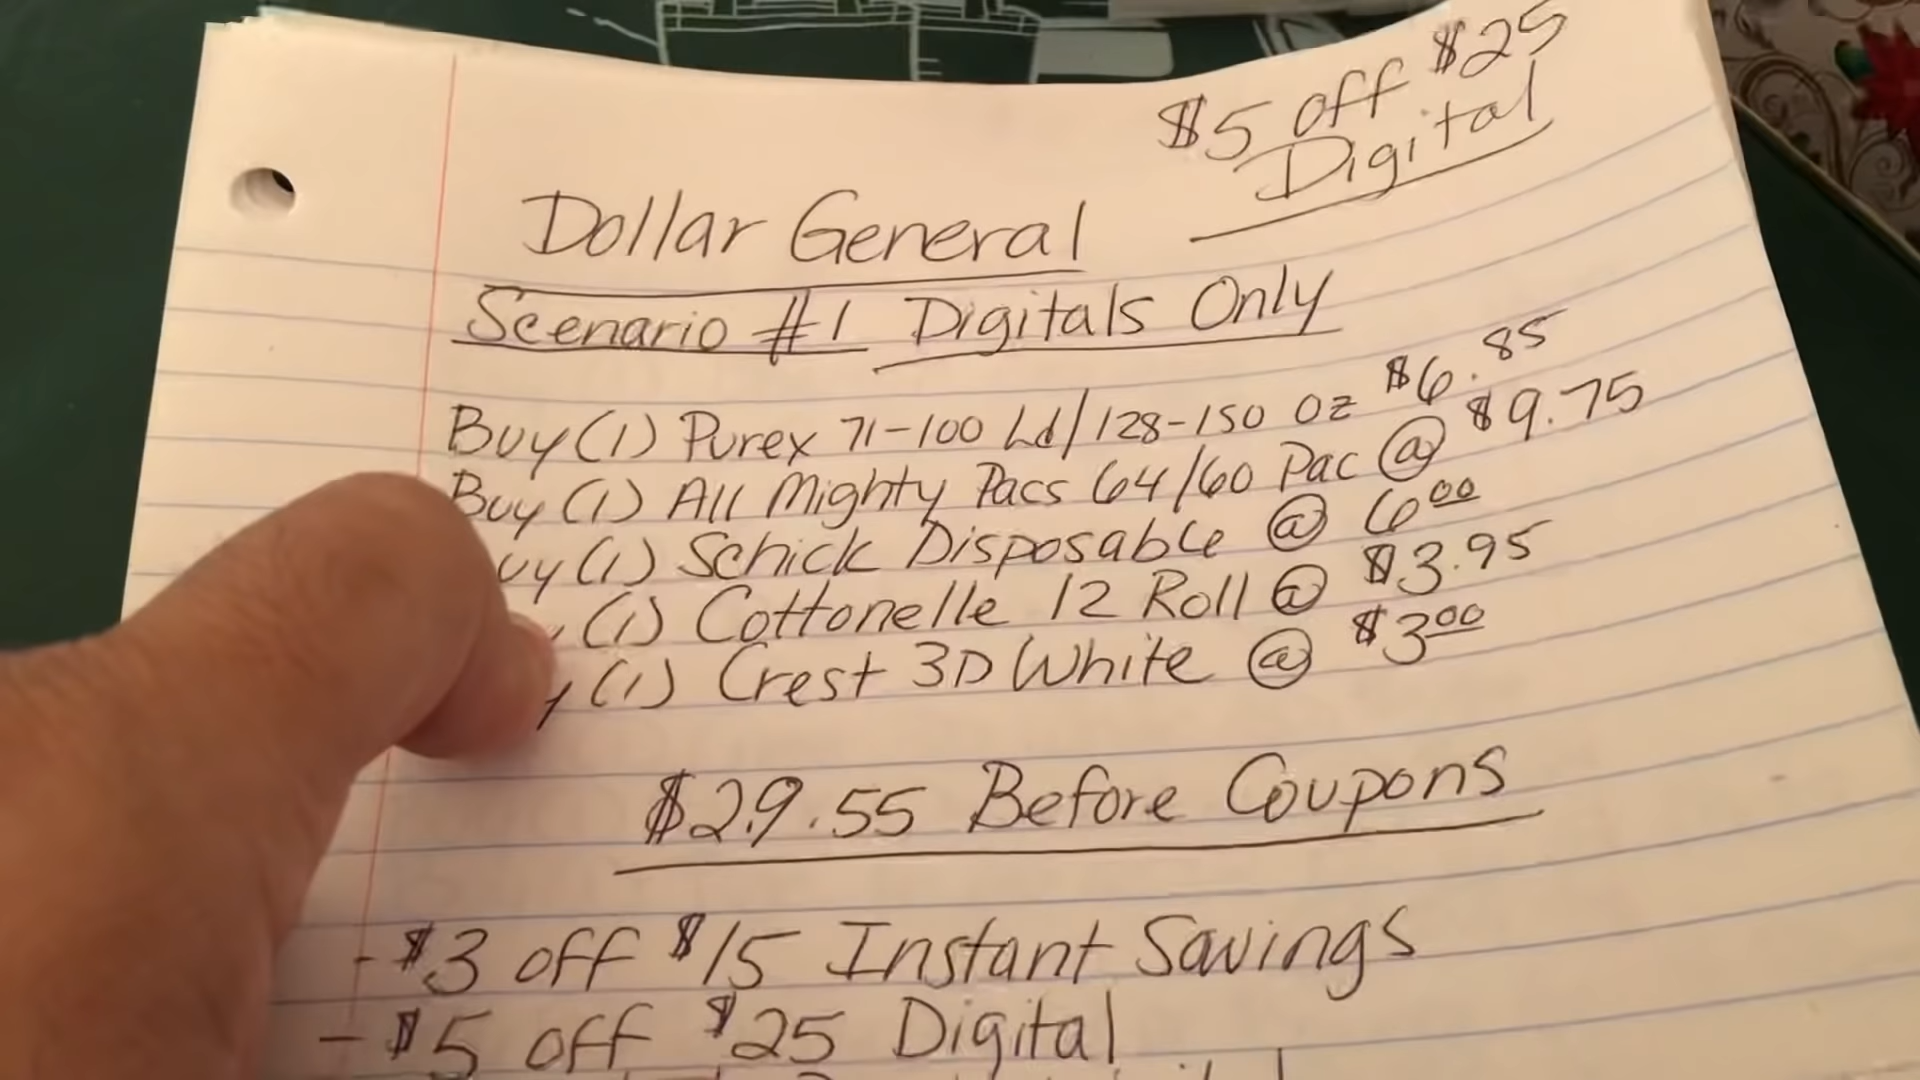 $5 off $25
Digital
Dollar General
Scenario #1 Digitals Only
Buy (1) Purex 71-100 Ld/128-150 oz $6.85
Buy (1) All Mighty Pacs 64/60 Pac @ $9.75
uy (1) Schick Disposable @ 6.00
(1) Cottonelle 12 Roll @ $3.95
y (1) Crest 3D White @ $3.00
$29.55 Before Coupons
- $3 off $15 Instant Savings
- $5 off $25 Digital